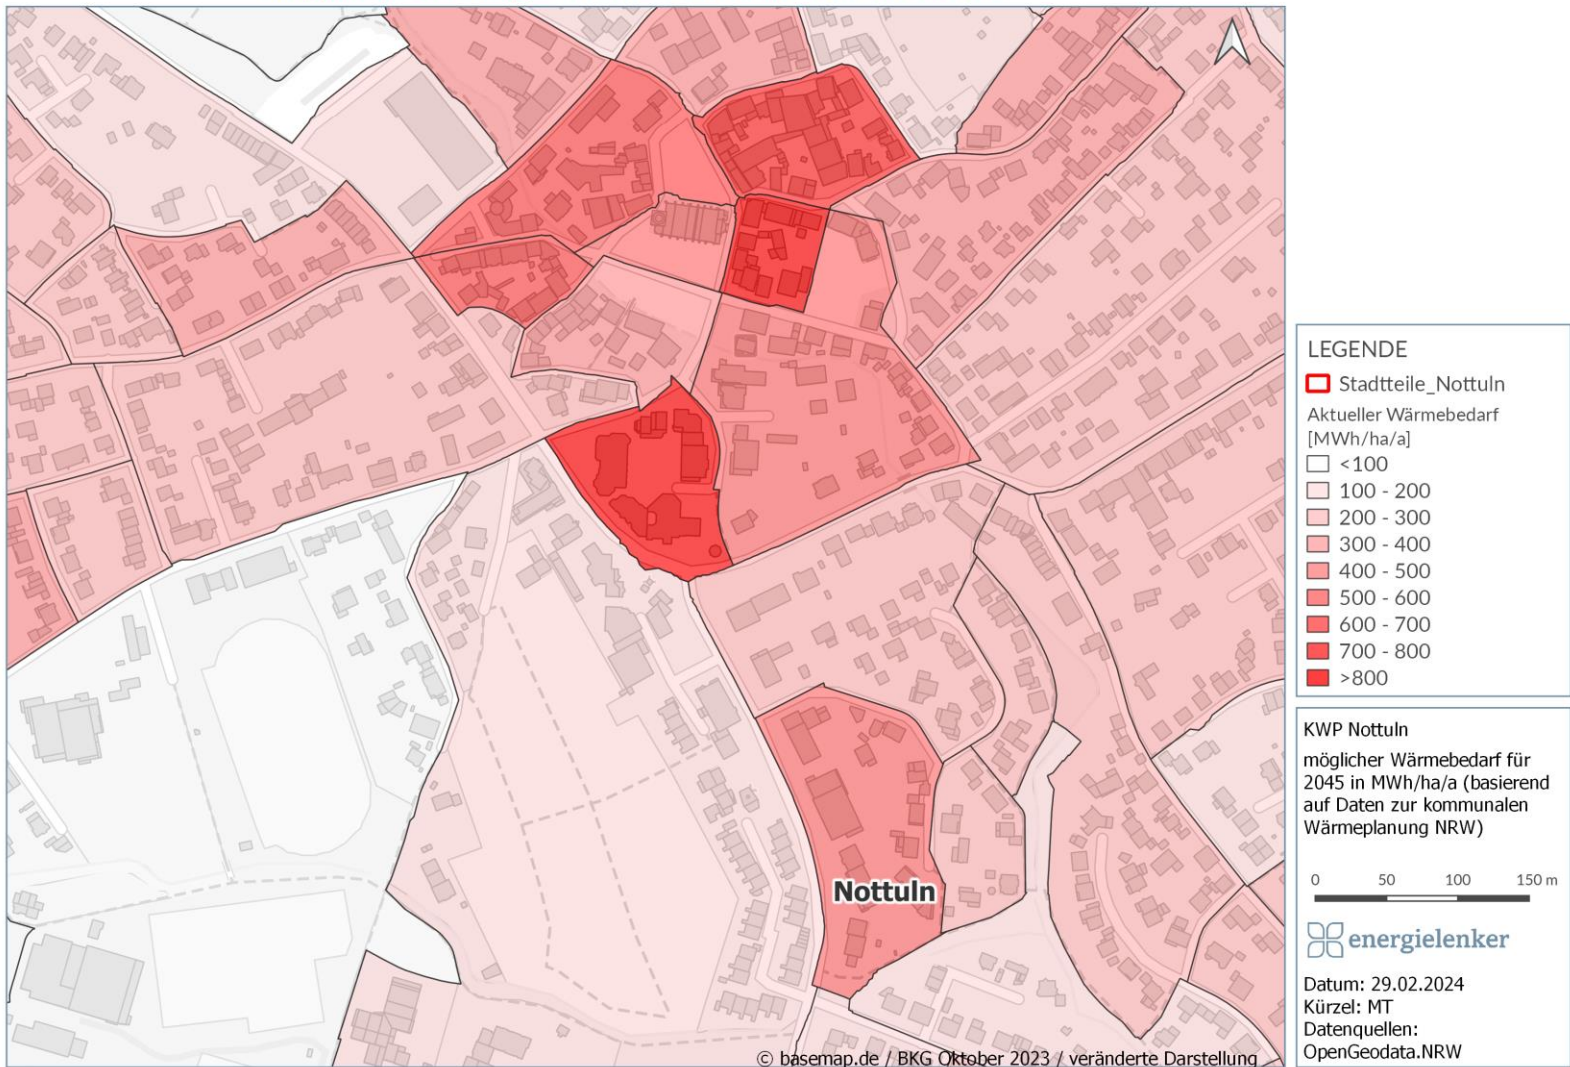 Nottuln
© basemap.de / BKG Oktober 2023 / veränderte Darstellung
LEGENDE
Stadtteile_Nottuln
Aktueller Wärmebedarf
[MWh/ha/a]
<100
100 - 200
200 - 300
300 - 400
400 - 500
500 - 600
600 - 700
700 - 800
>800
KWP Nottuln
möglicher Wärmebedarf für
2045 in MWh/ha/a (basierend
auf Daten zur kommunalen
Wärmeplanung NRW)
0 50 100 150 m
energielenker
Datum: 29.02.2024
Kürzel: MT
Datenquellen:
OpenGeodata.NRW